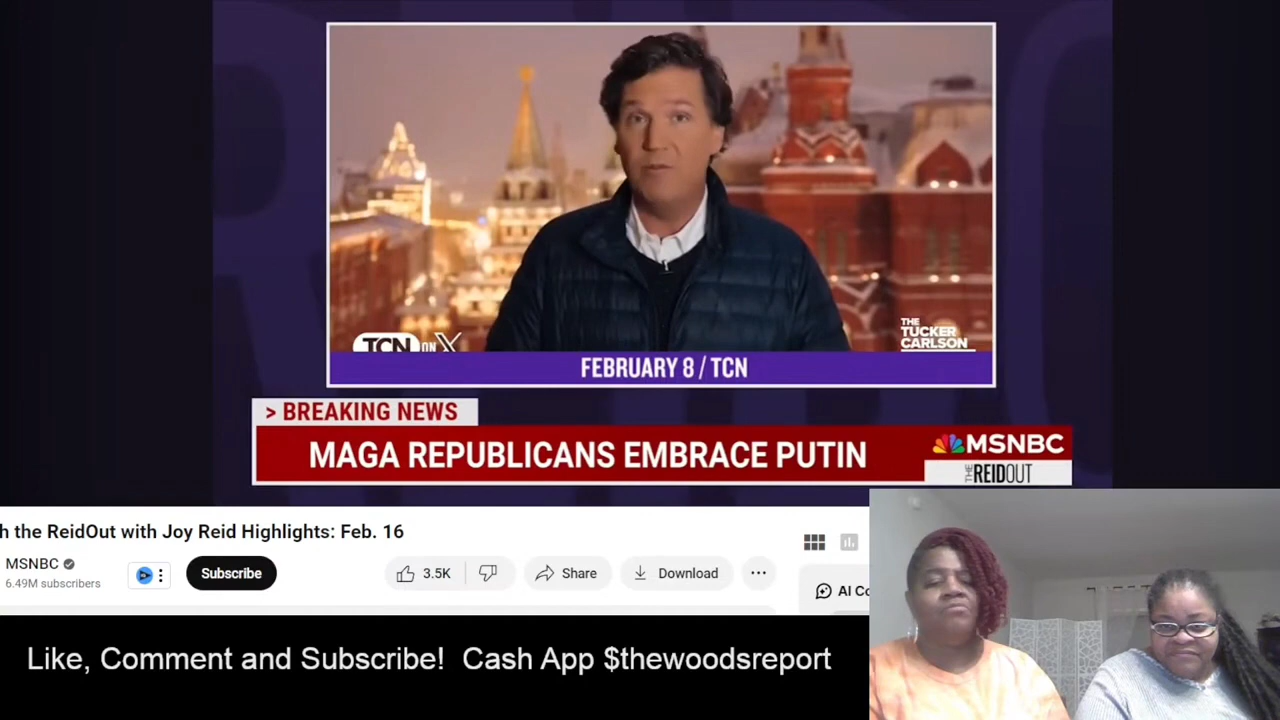 TCN ON X
THE
TUCKER
CARLSON
FEBRUARY 8 / TCN
> BREAKING NEWS
MAGA REPUBLICANS EMBRACE PUTIN
MSNBC
THE REIDOUT
h the ReidOut with Joy Reid Highlights: Feb. 16
MSNBC
6.49M subscribers
Subscribe
3.5K
Share
Download
AI Co
Like, Comment and Subscribe! Cash App $thewoodsreport